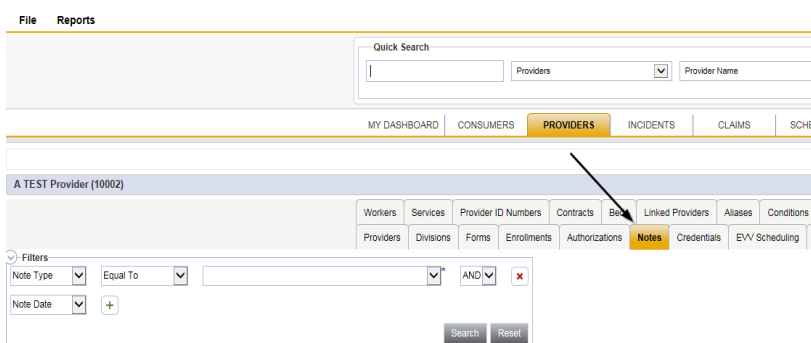 File Reports
Quick Search
Providers Provider Name
MY DASHBOARD CONSUMERS PROVIDERS INCIDENTS CLAIMS
A TEST Provider (10002)
Workers Services Provider ID Numbers Contracts Linked Providers Aliases Conditions
Providers Divisions Forms Enrollments Authorizations Notes Credentials EVV Scheduling
Filters
Note Type Equal To * AND
Note Date
Search Reset